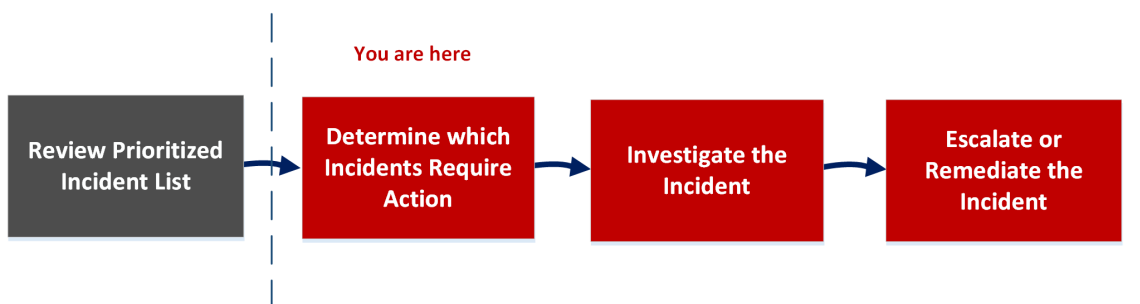 You are here
Review Prioritized
Incident List
Determine which
Incidents Require
Action
Investigate the
Incident
Escalate or
Remediate the
Incident